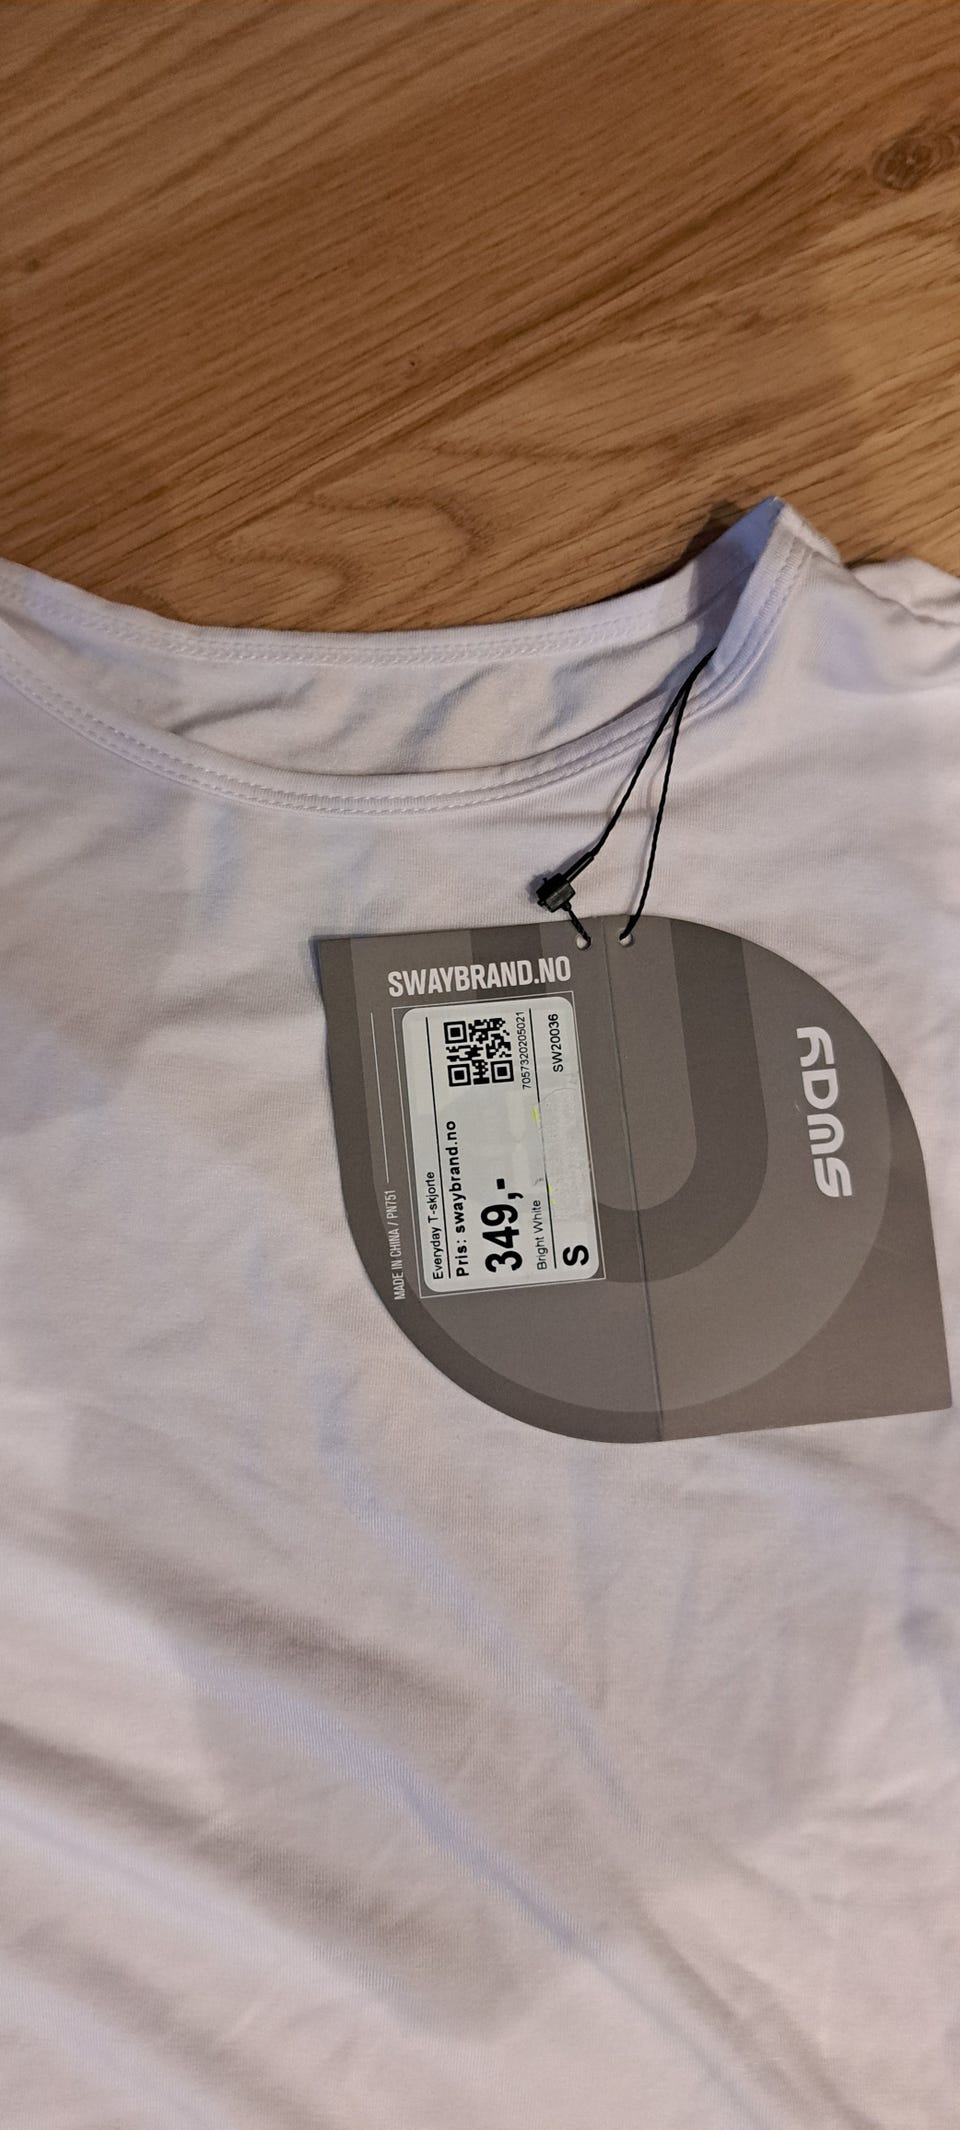 SWAYBRAND.NO
MADE IN CHINA / PN751
Everyday T-skjorte
Pris: swaybrand.no
349,-
7057320205021
Bright White
SW20036
S
SWAY